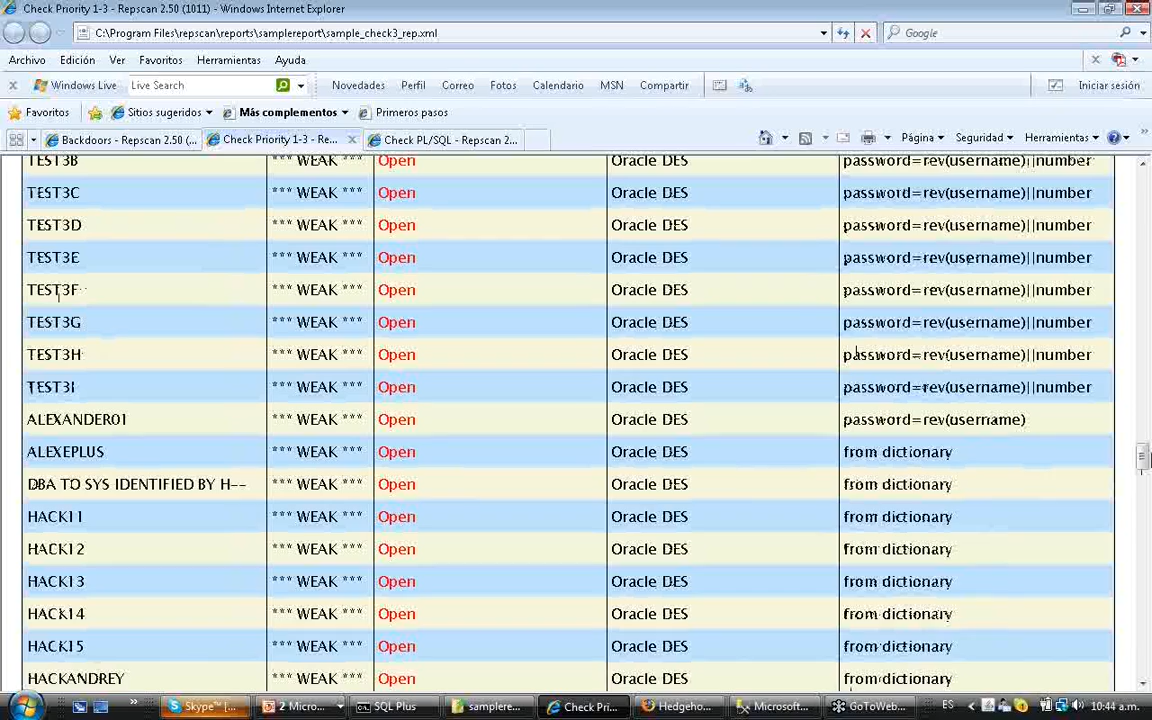 Check Priority 1-3 - Repscan 2.50 (1011) - Windows Internet Explorer
C:\Program Files\repscan\reports\samplereport\sample_check3_rep.xml
Google
Archivo Edición Ver Favoritos Herramientas Ayuda
Windows Live Live Search Novedades Perfil Correo Fotos Calendario MSN Compartir Iniciar sesión
Favoritos Sitios sugeridos Más complementos Primeros pasos
Backdoors - Repscan 2.50 (... Check Priority 1-3 - Re... Check PL/SQL - Repscan 2... Página Seguridad Herramientas
TEST3B *** WEAK *** Open Oracle DES password=rev(username)||number
TEST3C *** WEAK *** Open Oracle DES password=rev(username)||number
TEST3D *** WEAK *** Open Oracle DES password=rev(username)||number
TEST3E *** WEAK *** Open Oracle DES password=rev(username)||number
TEST3F *** WEAK *** Open Oracle DES password=rev(username)||number
TEST3G *** WEAK *** Open Oracle DES password=rev(username)||number
TEST3H *** WEAK *** Open Oracle DES password=rev(username)||number
TEST3I *** WEAK *** Open Oracle DES password=rev(username)||number
ALEXANDER01 *** WEAK *** Open Oracle DES password=rev(username)
ALEXEPLUS *** WEAK *** Open Oracle DES from dictionary
DBA TO SYS IDENTIFIED BY H-- *** WEAK *** Open Oracle DES from dictionary
HACK11 *** WEAK *** Open Oracle DES from dictionary
HACK12 *** WEAK *** Open Oracle DES from dictionary
HACK13 *** WEAK *** Open Oracle DES from dictionary
HACK14 *** WEAK *** Open Oracle DES from dictionary
HACK15 *** WEAK *** Open Oracle DES from dictionary
HACKANDREY *** WEAK *** Open Oracle DES from dictionary
Skype™ [... 2 Micro... SQL Plus samplere... Check Pri... Hedgeho... Microsoft... GoToWeb... ES 10:44 a.m.